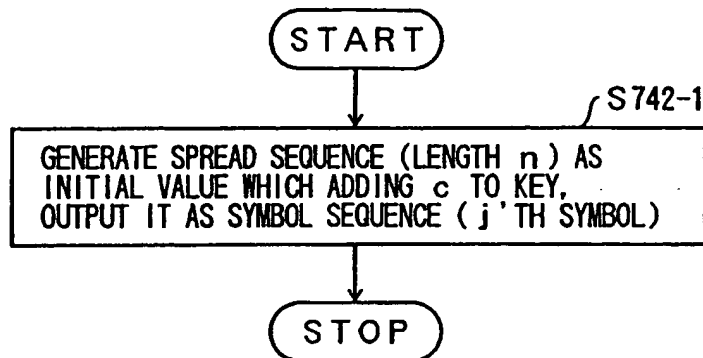 START
S742-1
GENERATE SPREAD SEQUENCE (LENGTH n) AS
INITIAL VALUE WHICH ADDING c TO KEY,
OUTPUT IT AS SYMBOL SEQUENCE (j'TH SYMBOL)
STOP